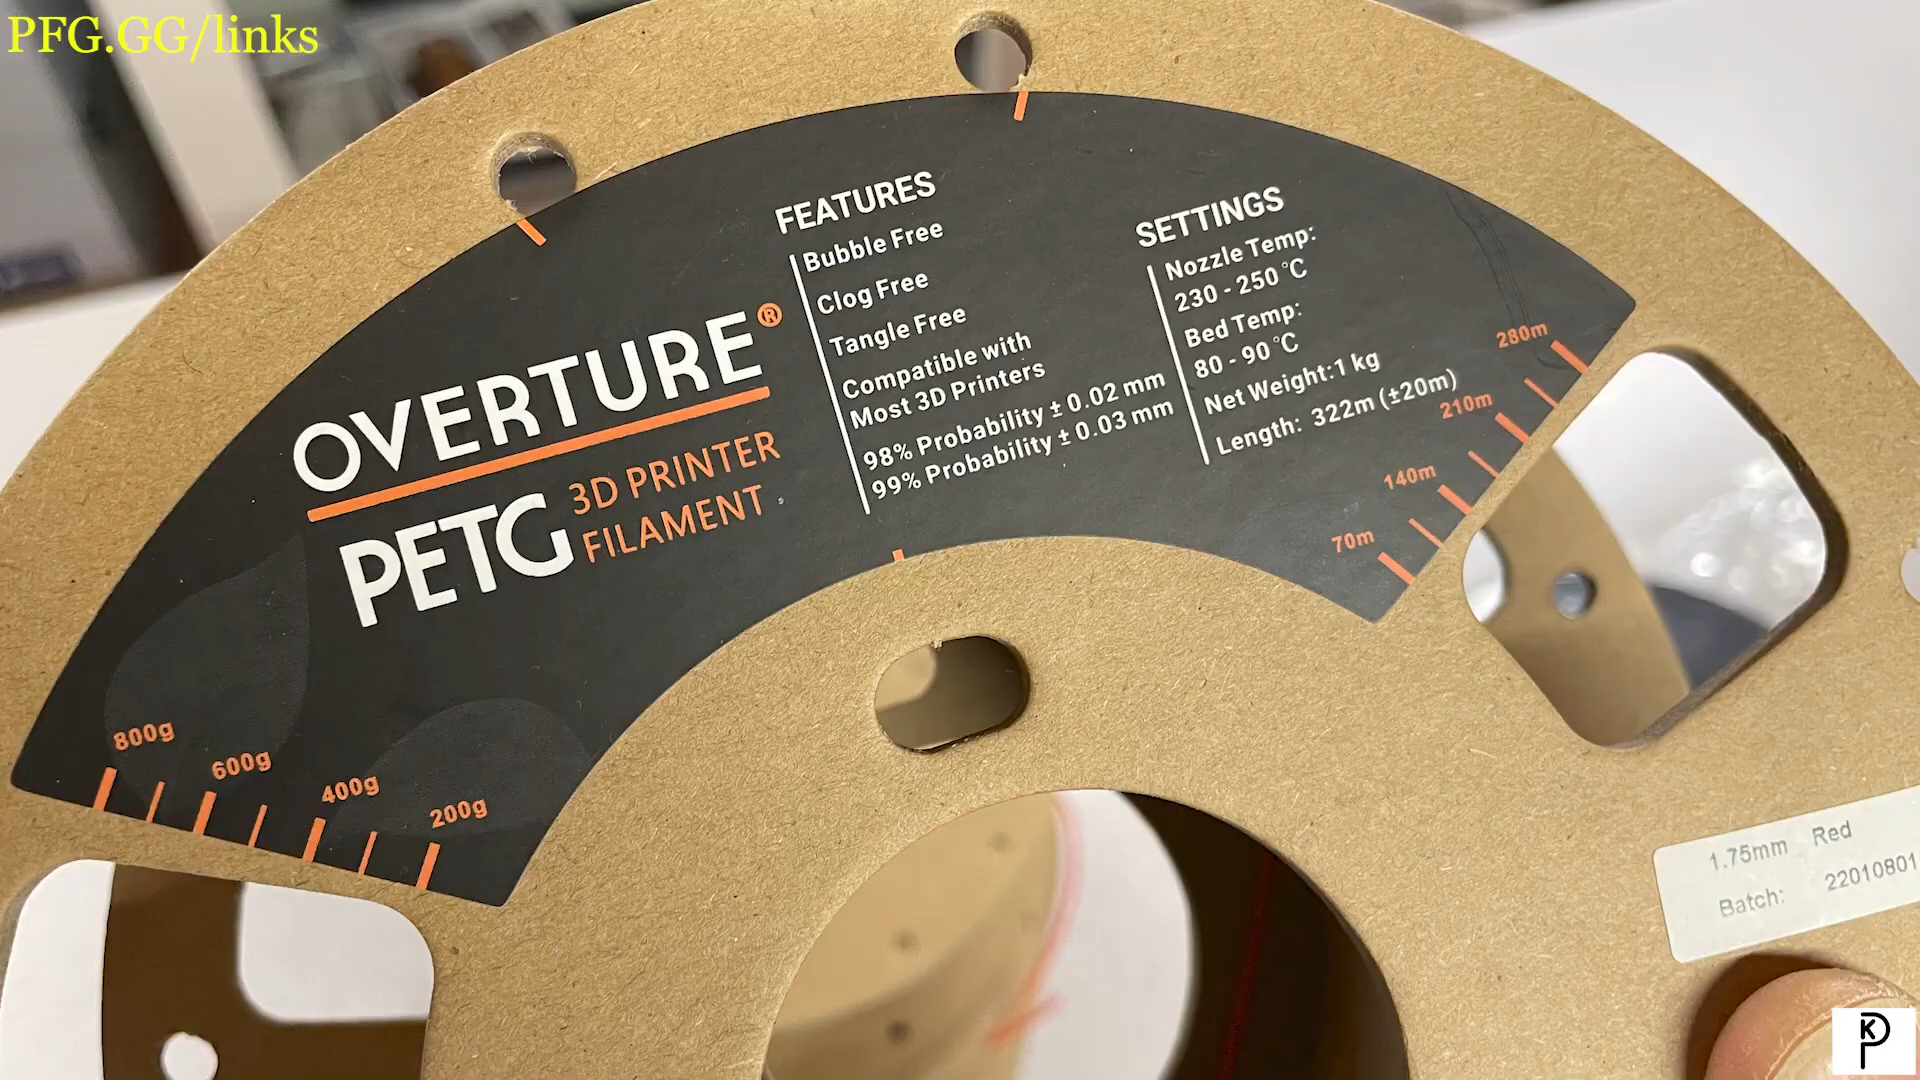 PFG.GG/links
OVERTURE®
PETG
3D PRINTER
FILAMENT
FEATURES
Bubble Free
Clog Free
Tangle Free
Compatible with
Most 3D Printers
98% Probability ± 0.02 mm
99% Probability ± 0.03 mm
SETTINGS
Nozzle Temp:
230 - 250 ℃
Bed Temp:
80 - 90 ℃
Net Weight:1 kg
Length: 322m (±20m)
280m
210m
140m
70m
800g
600g
400g
200g
1.75mm Red
Batch: 22010801
PK